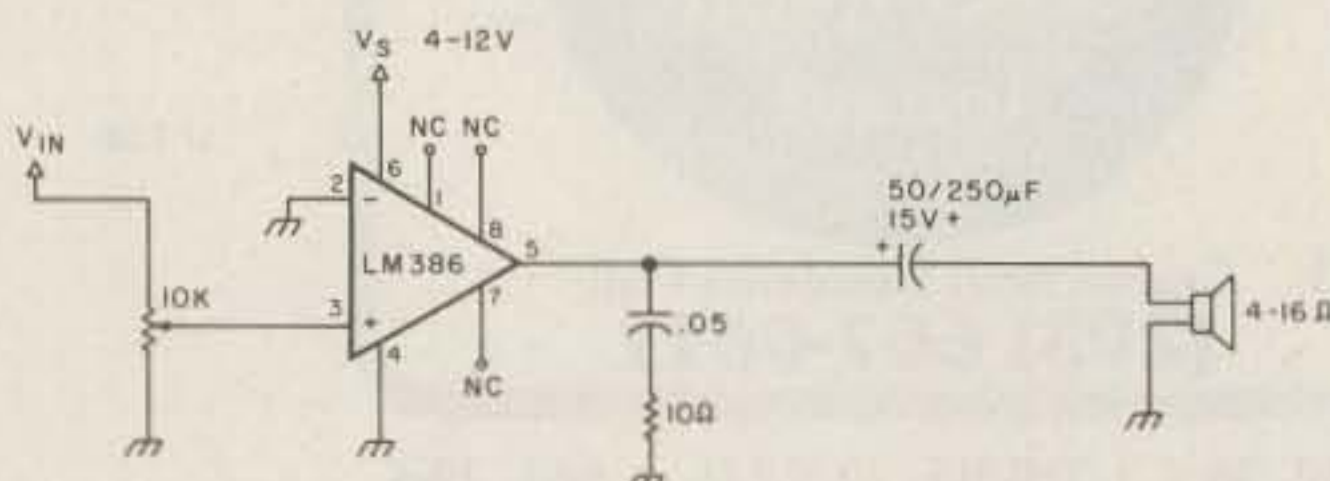 VS 4-12V
VIN
NC NC
2
6
1
-
8
LM386
5
50/250µF
15V +
+
10K
3
+
4
7
NC
.05
10Ω
4-16 Ω